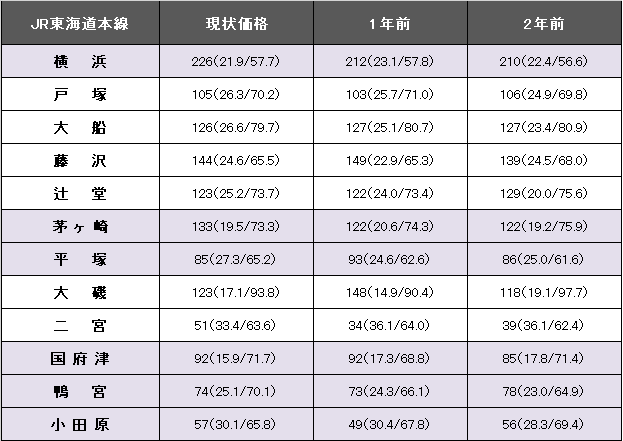 JR東海道本線 現状価格 1年前 2年前
横浜 226(21.9/57.7) 212(23.1/57.8) 210(22.4/56.6)
戸塚 105(26.3/70.2) 103(25.7/71.0) 106(24.9/69.8)
大船 126(26.6/79.7) 127(25.1/80.7) 127(23.4/80.9)
藤沢 144(24.6/65.5) 149(22.9/65.3) 139(24.5/68.0)
辻堂 123(25.2/73.7) 122(24.0/73.4) 129(20.0/75.6)
茅ヶ崎 133(19.5/73.3) 122(20.6/74.3) 122(19.2/75.9)
平塚 85(27.3/65.2) 93(24.6/62.6) 86(25.0/61.6)
大磯 123(17.1/93.8) 148(14.9/90.4) 118(19.1/97.7)
二宮 51(33.4/63.6) 34(36.1/64.0) 39(36.1/62.4)
国府津 92(15.9/71.7) 92(17.3/68.8) 85(17.8/71.4)
鴨宮 74(25.1/70.1) 73(24.3/66.1) 78(23.0/64.9)
小田原 57(30.1/65.8) 49(30.4/67.8) 56(28.3/69.4)